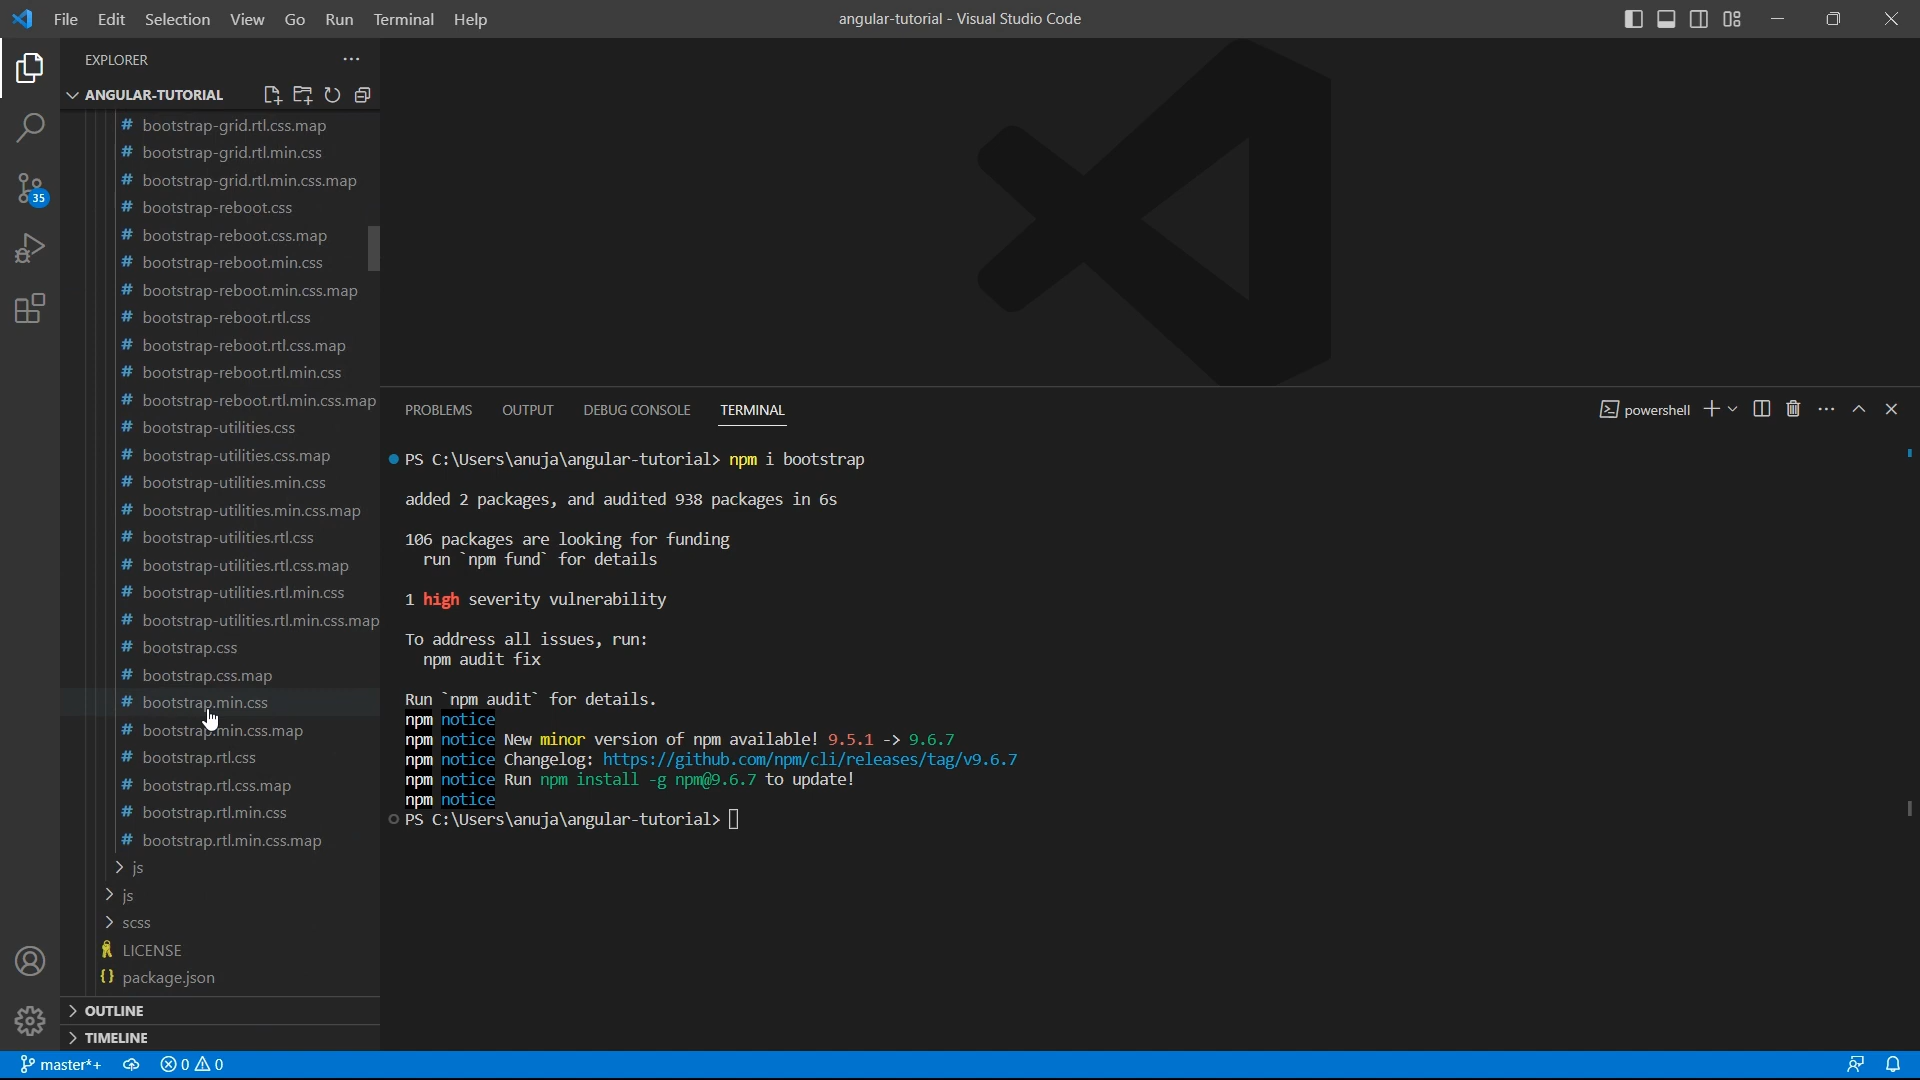 File Edit Selection View Go Run Terminal Help
angular-tutorial - Visual Studio Code
EXPLORER
ANGULAR-TUTORIAL
bootstrap-grid.rtl.css.map
bootstrap-grid.rtl.min.css
bootstrap-grid.rtl.min.css.map
bootstrap-reboot.css
bootstrap-reboot.css.map
bootstrap-reboot.min.css
bootstrap-reboot.min.css.map
bootstrap-reboot.rtl.css
bootstrap-reboot.rtl.css.map
bootstrap-reboot.rtl.min.css
bootstrap-reboot.rtl.min.css.map
bootstrap-utilities.css
bootstrap-utilities.css.map
bootstrap-utilities.min.css
bootstrap-utilities.min.css.map
bootstrap-utilities.rtl.css
bootstrap-utilities.rtl.css.map
bootstrap-utilities.rtl.min.css
bootstrap-utilities.rtl.min.css.map
bootstrap.css
bootstrap.css.map
bootstrap.min.css
bootstrap.min.css.map
bootstrap.rtl.css
bootstrap.rtl.css.map
bootstrap.rtl.min.css
bootstrap.rtl.min.css.map
js
js
scss
LICENSE
{} package.json
OUTLINE
TIMELINE
35
PROBLEMS OUTPUT DEBUG CONSOLE TERMINAL
powershell
PS C:\Users\anuja\angular-tutorial> npm i bootstrap
added 2 packages, and audited 938 packages in 6s
106 packages are looking for funding
run `npm fund` for details
1 high severity vulnerability
To address all issues, run:
npm audit fix
Run `npm audit` for details.
npm notice
npm notice New minor version of npm available! 9.5.1 -> 9.6.7
npm notice Changelog: https://github.com/npm/cli/releases/tag/v9.6.7
npm notice Run npm install -g npm@9.6.7 to update!
npm notice
PS C:\Users\anuja\angular-tutorial>
master*+ 0 0